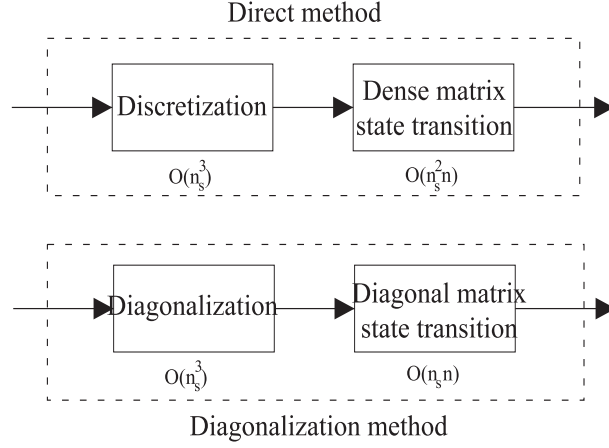 Direct method
Discretization
Dense matrix
state transition
O(n_s^3)
O(n_s^2 n)
Diagonalization
Diagonal matrix
state transition
O(n_s^3)
O(n_s n)
Diagonalization method